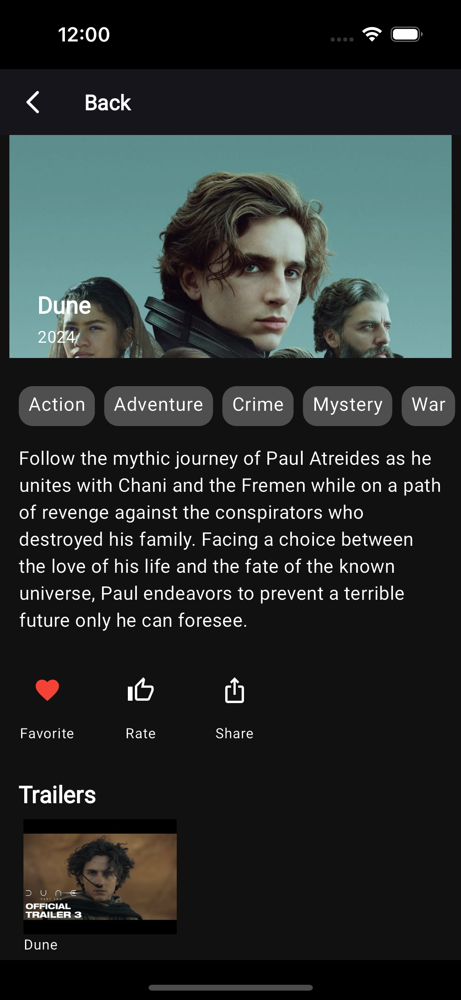 12:00
Back
Dune
2024
Action Adventure Crime Mystery War
Follow the mythic journey of Paul Atreides as he
unites with Chani and the Fremen while on a path
of revenge against the conspirators who
destroyed his family. Facing a choice between
the love of his life and the fate of the known
universe, Paul endeavors to prevent a terrible
future only he can foresee.
Favorite Rate Share
Trailers
DUNE
PART TWO
OFFICIAL
TRAILER 3
Dune